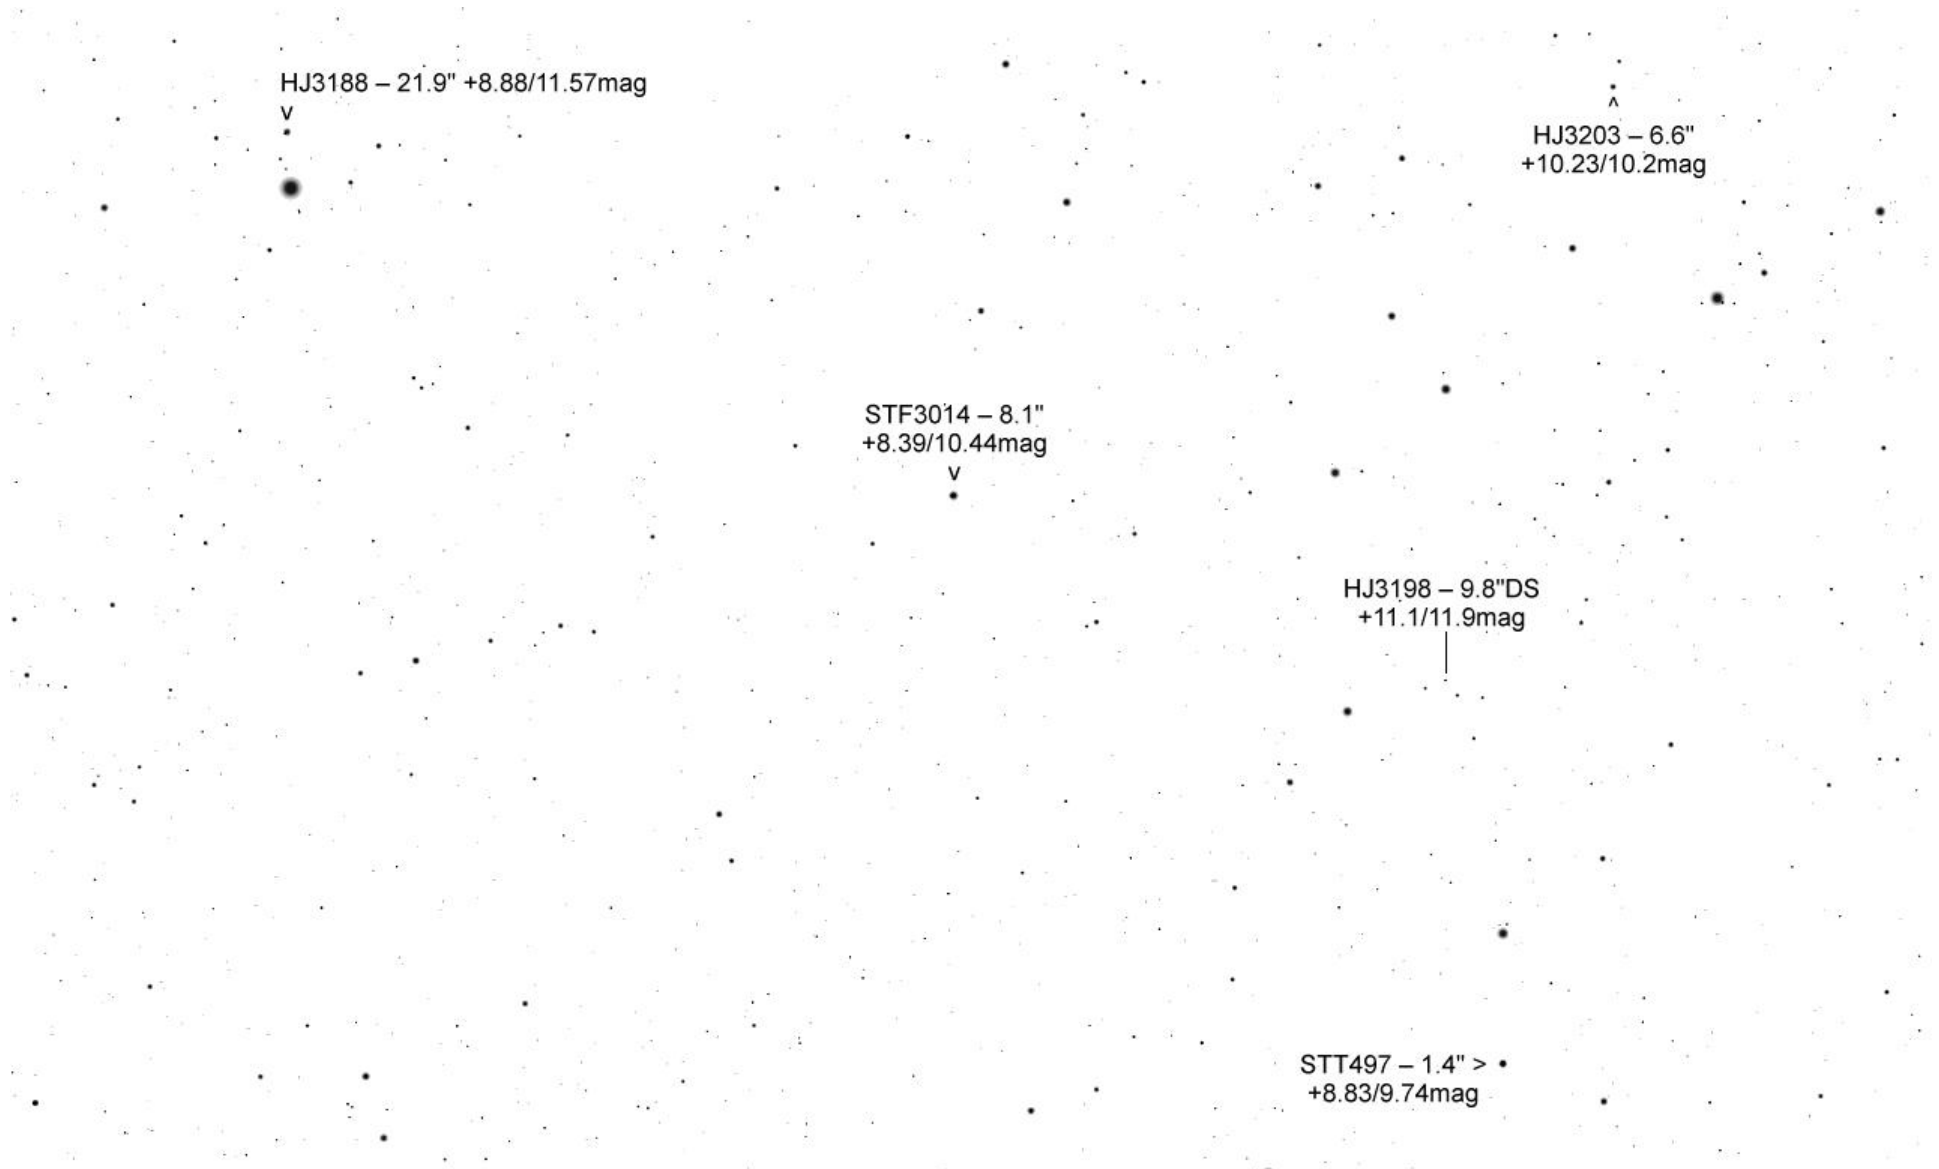 HJ3188 – 21.9" +8.88/11.57mag
v
^
HJ3203 – 6.6"
+10.23/10.2mag
STF3014 – 8.1"
+8.39/10.44mag
v
HJ3198 – 9.8"DS
+11.1/11.9mag
STT497 – 1.4" >
+8.83/9.74mag